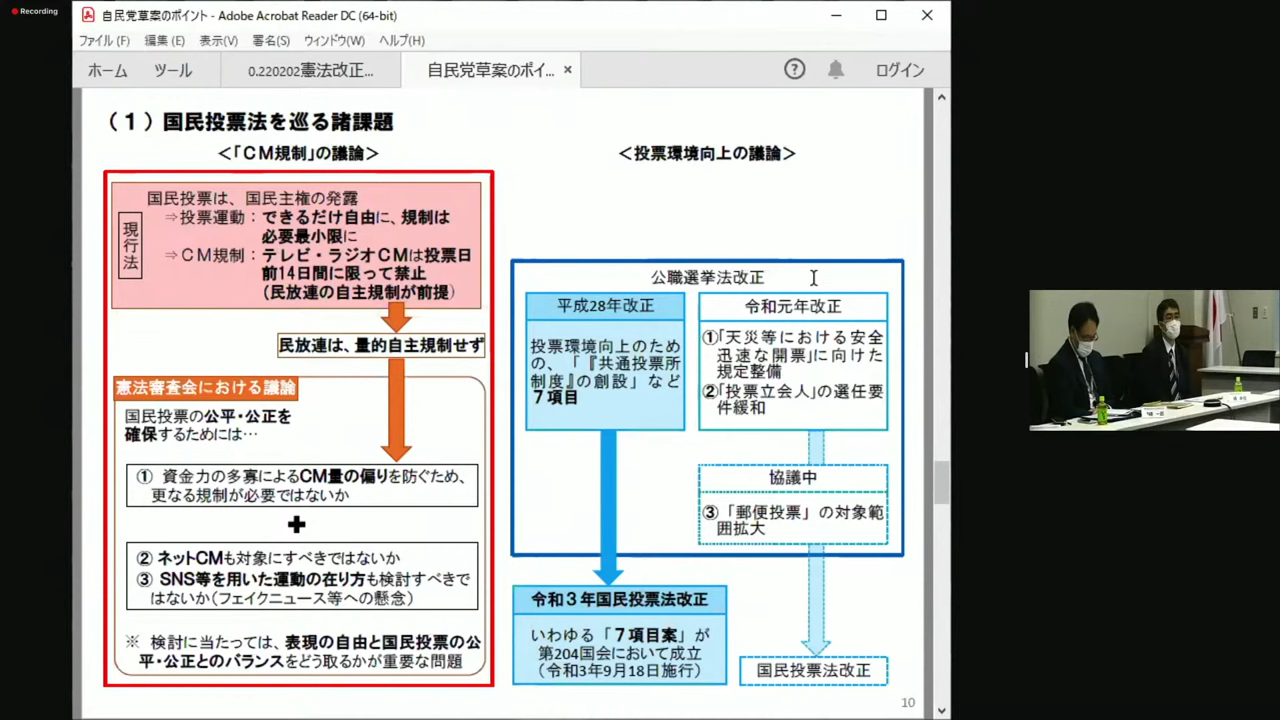 Recording
自民党草案のポイント - Adobe Acrobat Reader DC (64-bit)
ファイル(F) 編集(E) 表示(V) 署名(S) ウィンドウ(W) ヘルプ(H)
ホーム ツール 0.220202憲法改正... 自民党草案のポイ... × ? ログイン
（1）国民投票法を巡る諸課題
＜「CM規制」の議論＞
現行法
国民投票は、国民主権の発露
⇒投票運動：できるだけ自由に、規制は
必要最小限に
⇒CM規制：テレビ・ラジオCMは投票日
前14日間に限って禁止
（民放連の自主規制が前提）
民放連は、量的自主規制せず
憲法審査会における議論
国民投票の公平・公正を
確保するためには…
① 資金力の多寡によるCM量の偏りを防ぐため、
更なる規制が必要ではないか
＋
② ネットCMも対象にすべきではないか
③ SNS等を用いた運動の在り方も検討すべきで
はないか（フェイクニュース等への懸念）
※ 検討に当たっては、表現の自由と国民投票の公
平・公正とのバランスをどう取るかが重要な問題
＜投票環境向上の議論＞
公職選挙法改正
平成28年改正
投票環境向上のため
の、「『共通投票所
制度』の創設」など
７項目
令和元年改正
①「天災等における安全
迅速な開票」に向けた
規定整備
②「投票立会人」の選任要
件緩和
協議中
③「郵便投票」の対象範
囲拡大
令和３年国民投票法改正
いわゆる「７項目案」が
第204国会において成立
（令和3年9月18日施行）
国民投票法改正
10